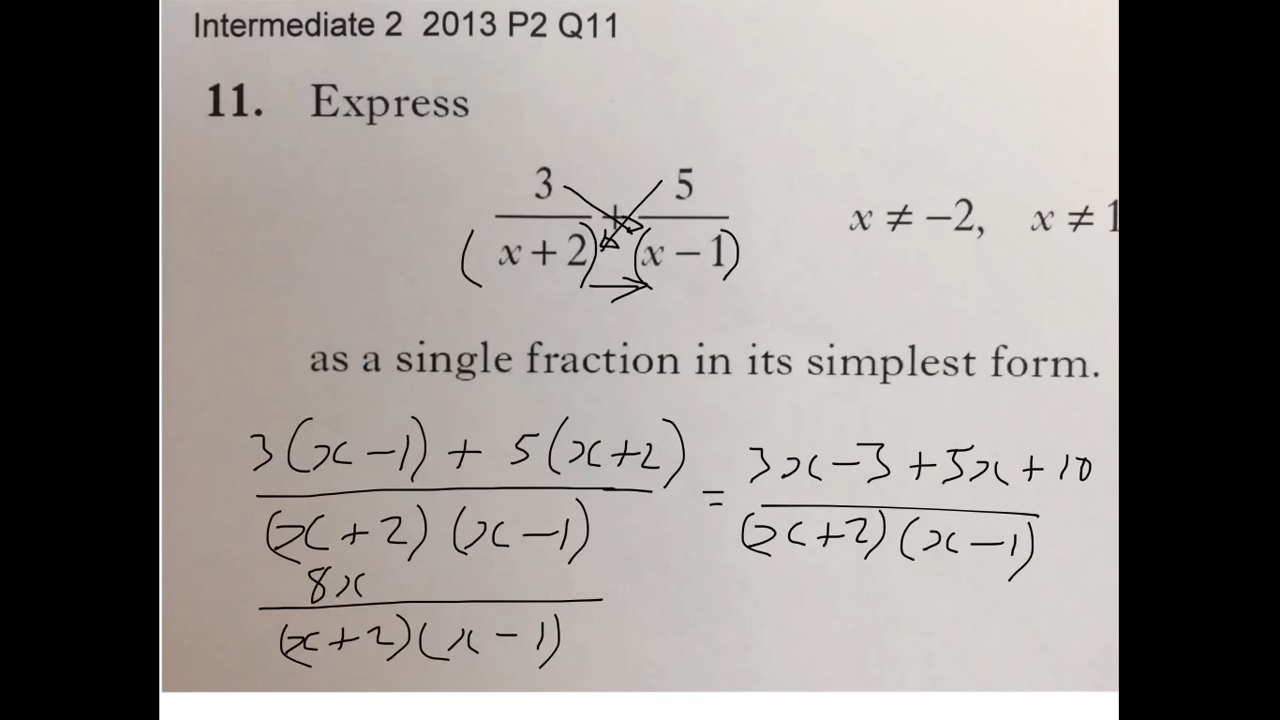 Intermediate 2 2013 P2 Q11
11. Express
3/(x + 2) + 5/(x − 1) x ≠ −2, x ≠ 1
as a single fraction in its simplest form.
3(x−1) + 5(x+2) / (x+2)(x−1) = 3x−3+5x+10 / (x+2)(x−1)
8x / (x+2)(x−1)